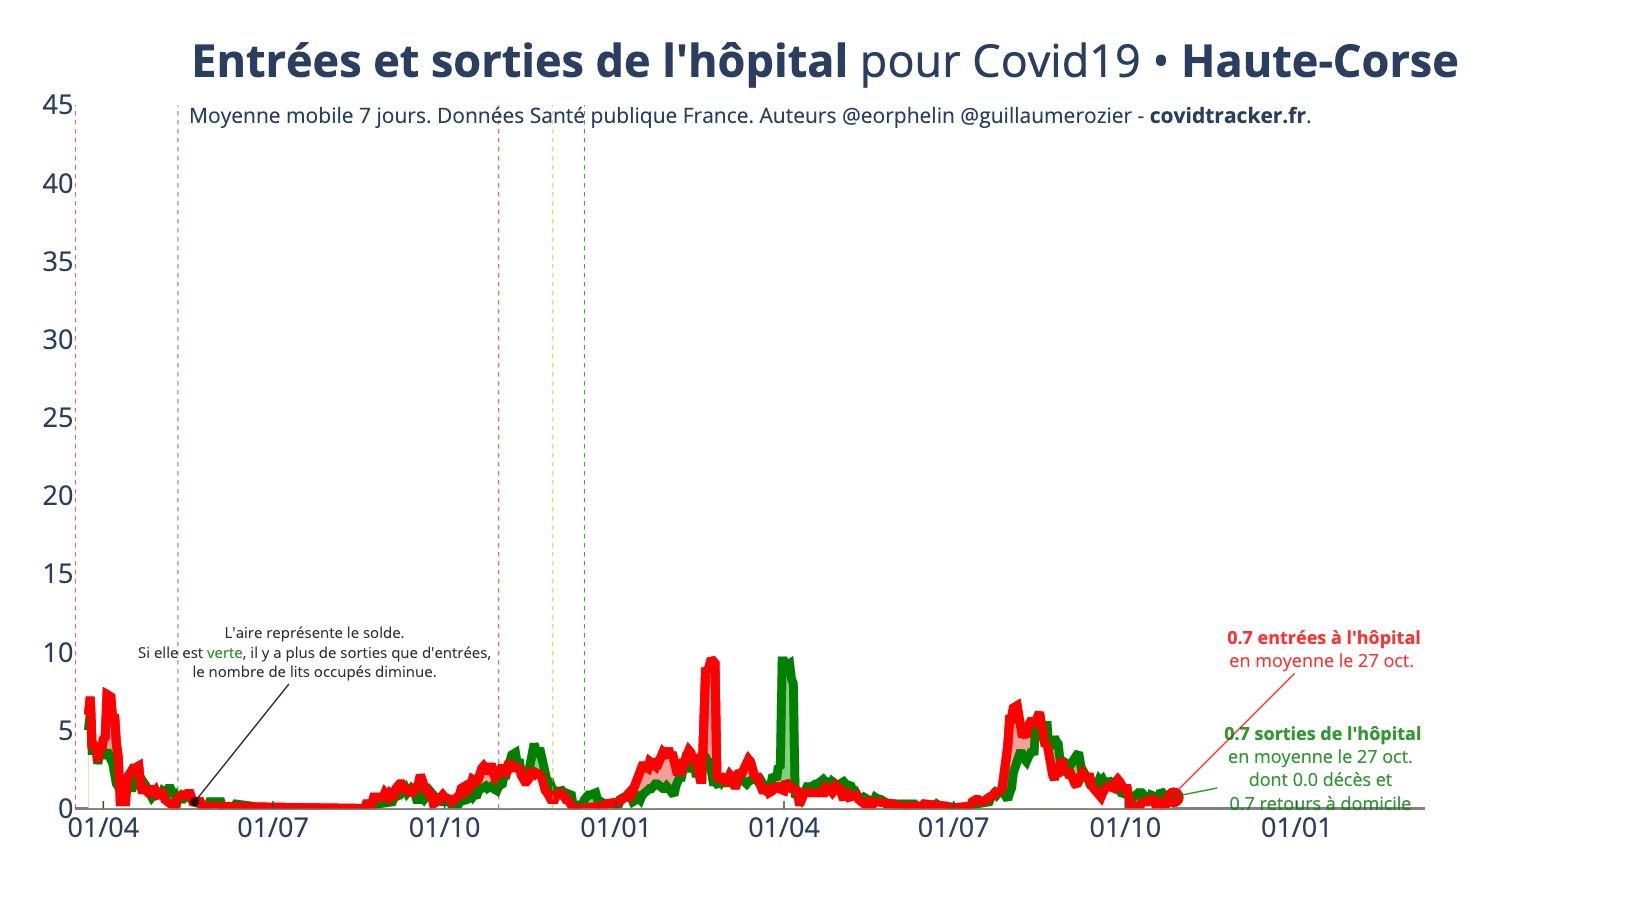 Entrées et sorties de l'hôpital pour Covid19 • Haute-Corse
Moyenne mobile 7 jours. Données Santé publique France. Auteurs @eorphelin @guillaumerozier - covidtracker.fr.
45
40
35
30
25
20
15
10
5
0
L'aire représente le solde.
Si elle est verte, il y a plus de sorties que d'entrées,
le nombre de lits occupés diminue.
0.7 entrées à l'hôpital
en moyenne le 27 oct.
0.7 sorties de l'hôpital
en moyenne le 27 oct.
dont 0.0 décès et
0.7 retours à domicile
01/04 01/07 01/10 01/01 01/04 01/07 01/10 01/01